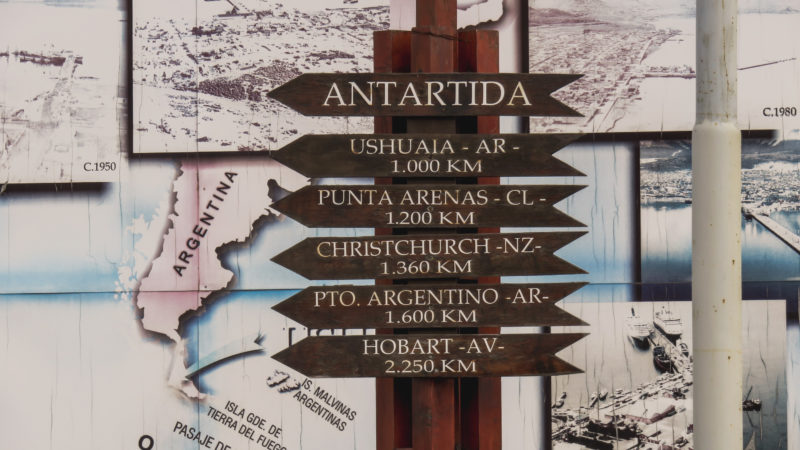 C.1950
C.1980
ANTARTIDA
USHUAIA - AR -
1.000 KM
PUNTA ARENAS - CL -
1.200 KM
CHRISTCHURCH -NZ-
1.360 KM
PTO. ARGENTINO -AR-
1.600 KM
HOBART -AV-
2.250 KM
ARGENTINA
IS. MALVINAS
ARGENTINAS
ISLA GDE. DE
TIERRA DEL FUEGO
PASAJE DE